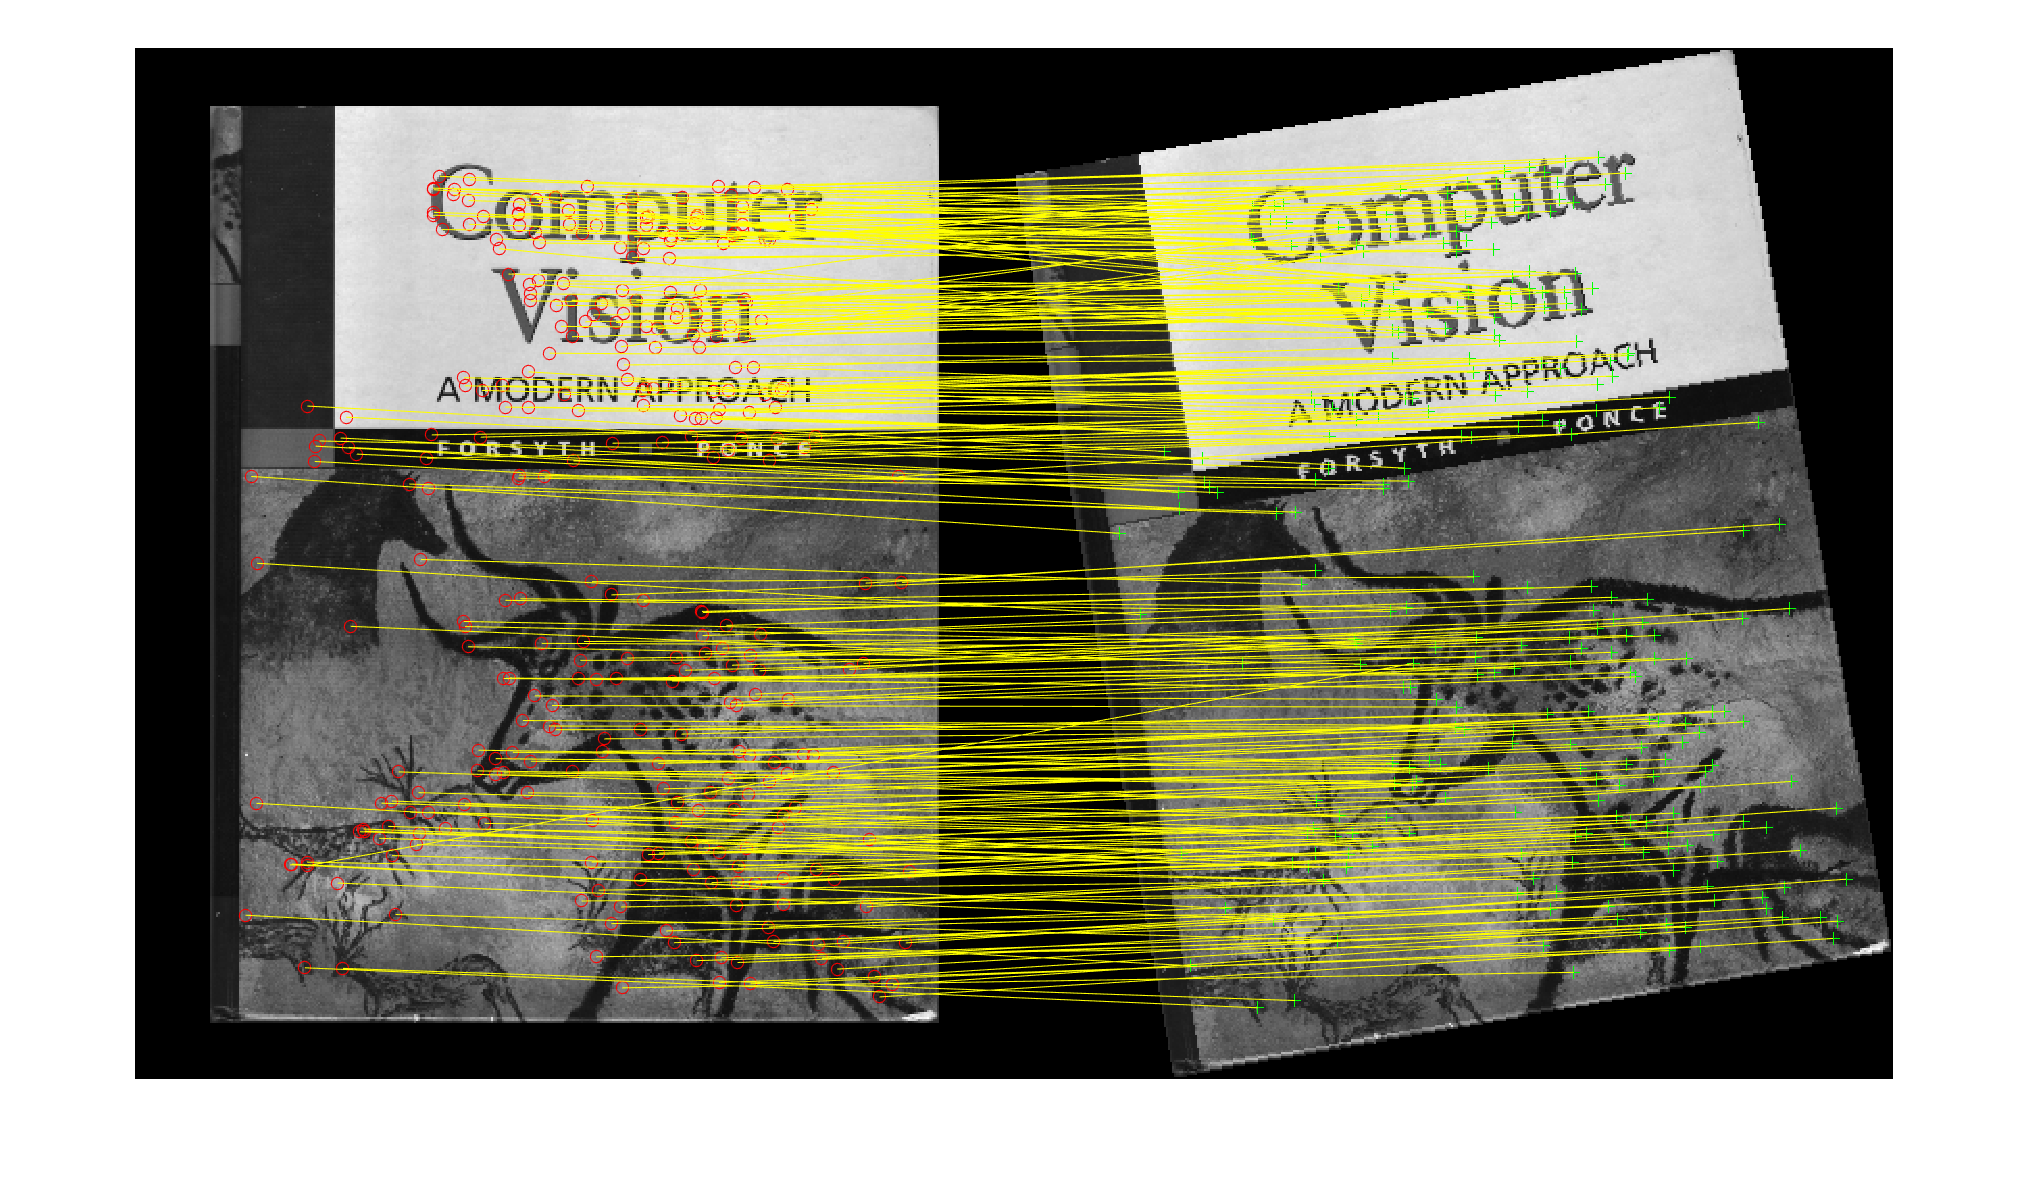 Computer
Vision
A MODERN APPROACH
FORSYTH PONCE
Computer
Vision
A MODERN APPROACH
FORSYTH PONCE